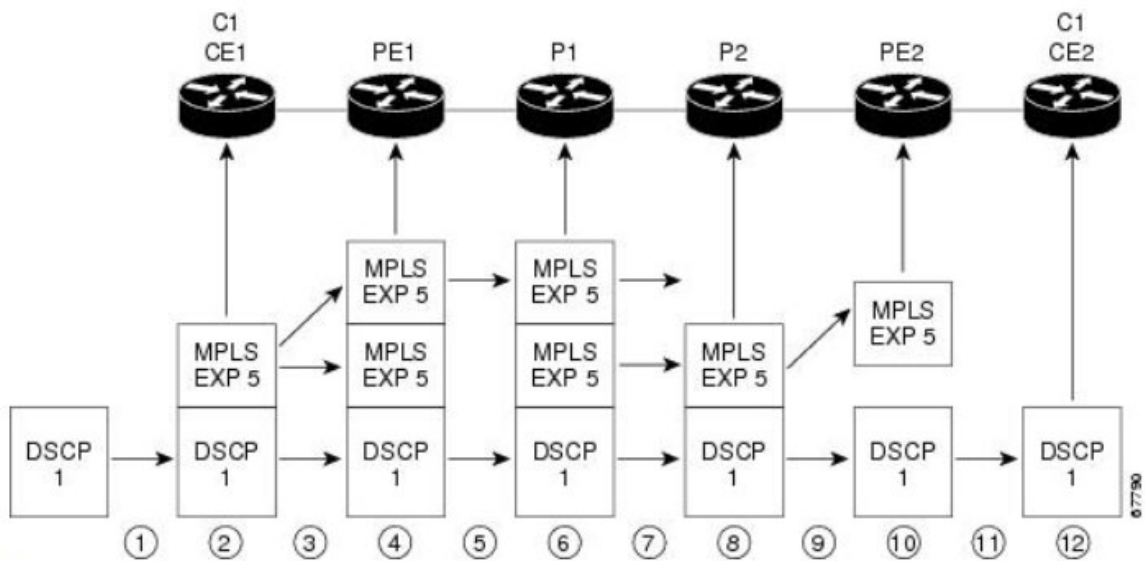 C1
CE1
PE1
P1
P2
PE2
C1
CE2
MPLS
EXP 5
MPLS
EXP 5
MPLS
EXP 5
MPLS
EXP 5
MPLS
EXP 5
MPLS
EXP 5
MPLS
EXP 5
DSCP
1
DSCP
1
DSCP
1
DSCP
1
DSCP
1
DSCP
1
DSCP
1
67790
1
2
3
4
5
6
7
8
9
10
11
12